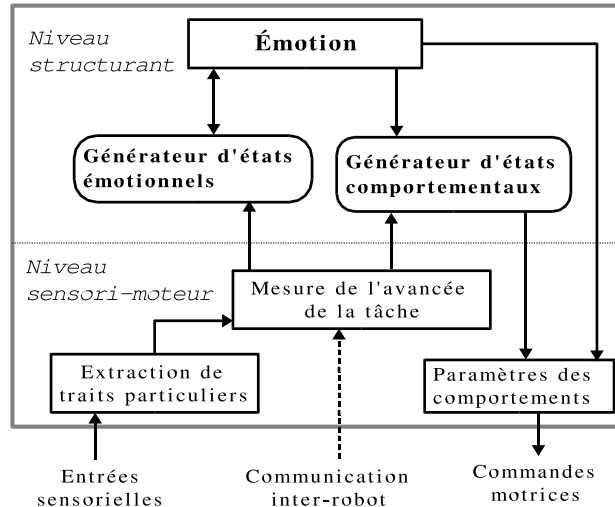 Niveau
structurant
Émotion
Générateur d'états
émotionnels
Générateur d'états
comportementaux
Niveau
sensori-moteur
Mesure de l'avancée
de la tâche
Extraction de
traits particuliers
Paramètres des
comportements
Entrées
sensorielles
Communication
inter-robot
Commandes
motrices